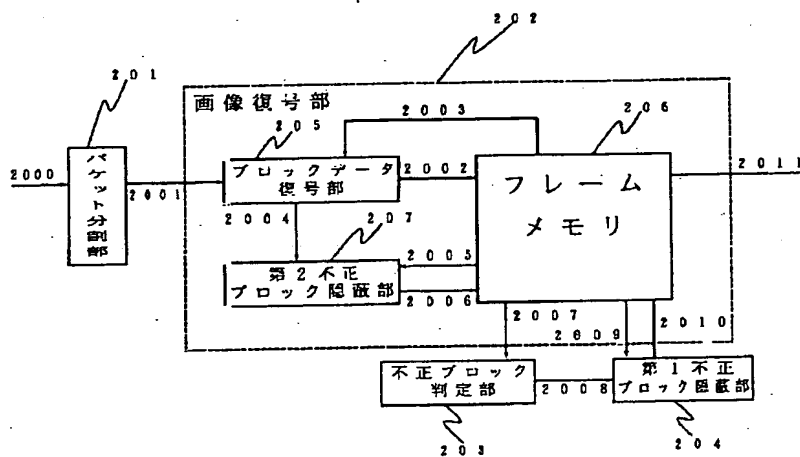 202
201
画像復号部
2003
206
205
2000
2001
ブロックデータ
復号部
2002
フレーム
メモリ
2011
パケット分割部
2004
207
第2不正
ブロック隠蔽部
2005
2006
2007
2009
2010
不正ブロック
判定部
2008
第1不正
ブロック隠蔽部
203
204